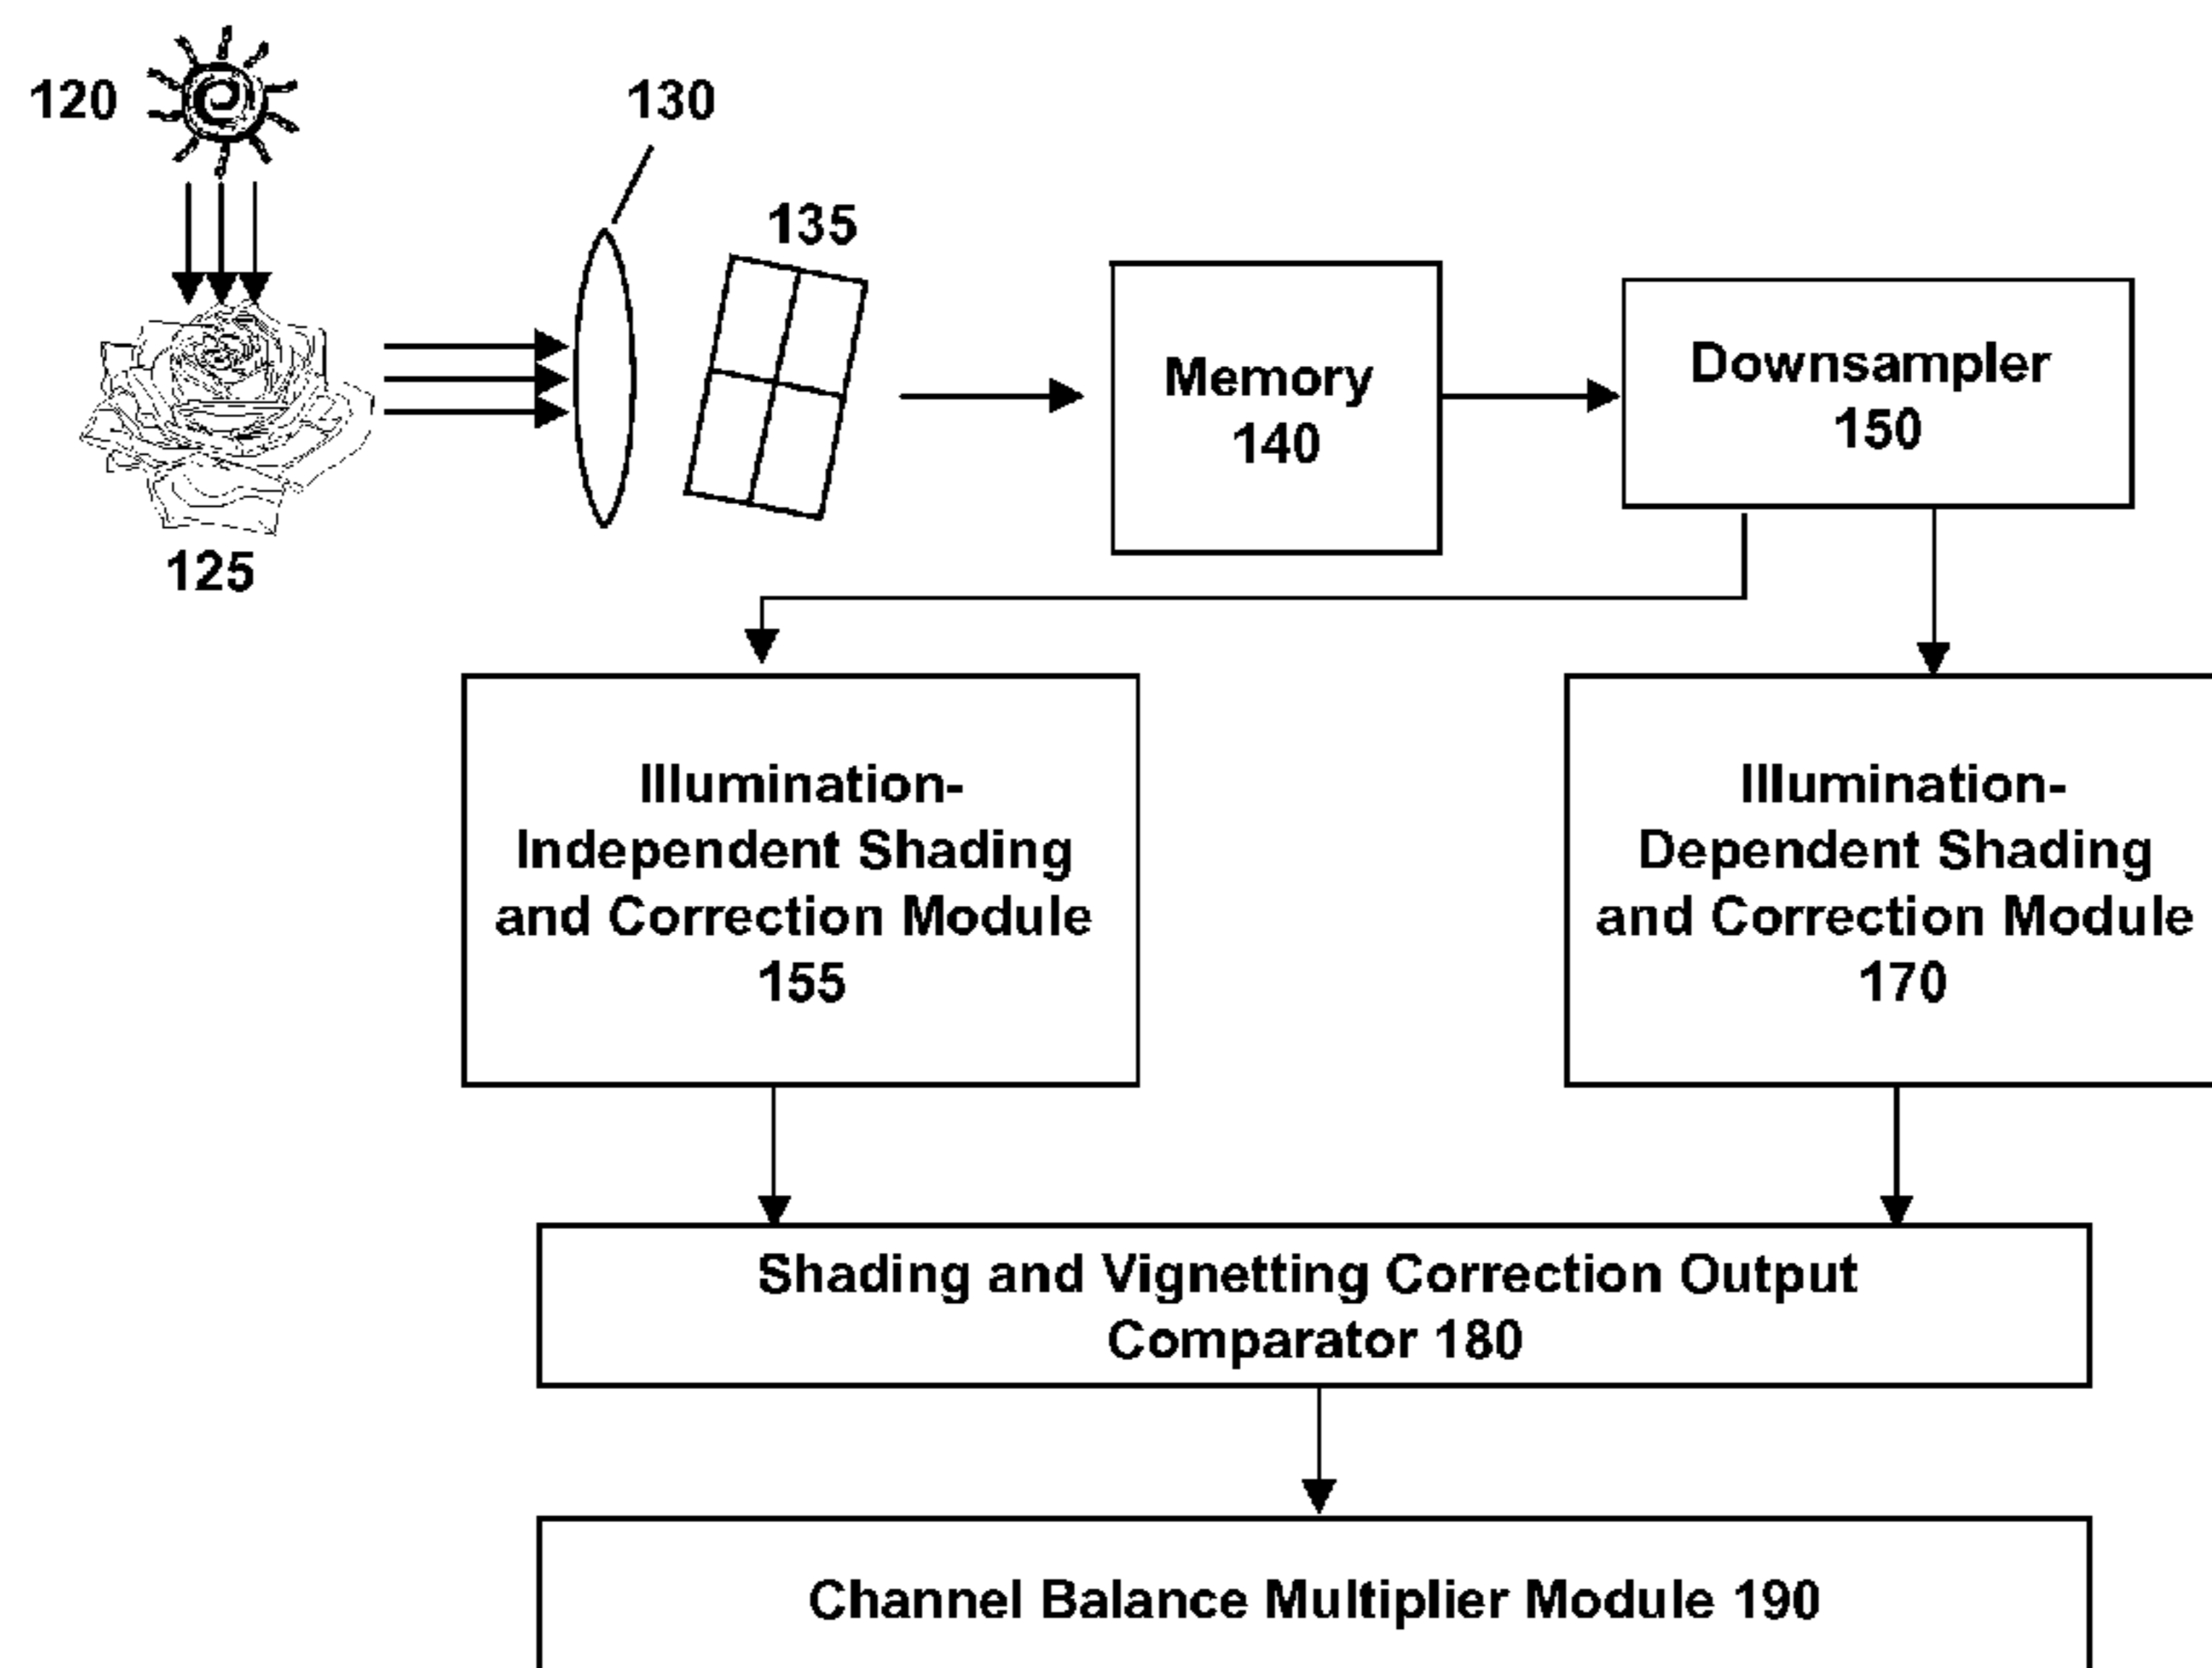 120
130
135
125
Memory
140
Downsampler
150
Illumination-
Independent Shading
and Correction Module
155
Illumination-
Dependent Shading
and Correction Module
170
Shading and Vignetting Correction Output
Comparator 180
Channel Balance Multiplier Module 190